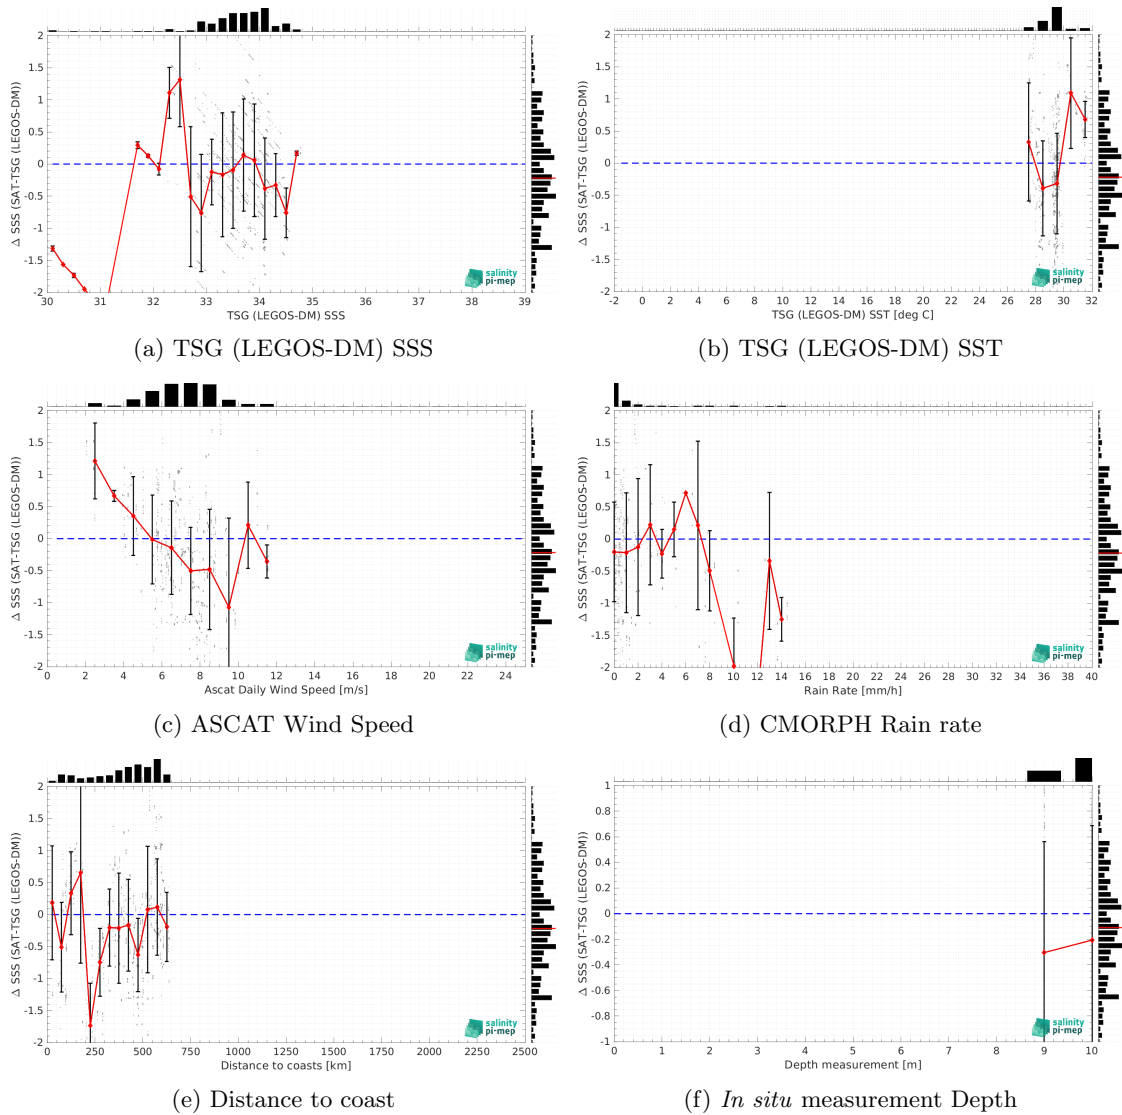 2
1.5
1
0.5
0
-0.5
-1
-1.5
-2
Δ SSS (SAT-TSG (LEGOS-DM))
30 31 32 33 34 35 36 37 38 39
TSG (LEGOS-DM) SSS
salinity
pi-mep
(a) TSG (LEGOS-DM) SSS
2
1.5
1
0.5
0
-0.5
-1
-1.5
-2
Δ SSS (SAT-TSG (LEGOS-DM))
-2 0 2 4 6 8 10 12 14 16 18 20 22 24 26 28 30 32
TSG (LEGOS-DM) SST [deg C]
salinity
pi-mep
(b) TSG (LEGOS-DM) SST
2
1.5
1
0.5
0
-0.5
-1
-1.5
-2
Δ SSS (SAT-TSG (LEGOS-DM))
0 2 4 6 8 10 12 14 16 18 20 22 24
Ascat Daily Wind Speed [m/s]
salinity
pi-mep
(c) ASCAT Wind Speed
2
1.5
1
0.5
0
-0.5
-1
-1.5
-2
Δ SSS (SAT-TSG (LEGOS-DM))
0 2 4 6 8 10 12 14 16 18 20 22 24 26 28 30 32 34 36 38 40
Rain Rate [mm/h]
salinity
pi-mep
(d) CMORPH Rain rate
2
1.5
1
0.5
0
-0.5
-1
-1.5
-2
Δ SSS (SAT-TSG (LEGOS-DM))
0 250 500 750 1000 1250 1500 1750 2000 2250 2500
Distance to coasts [km]
salinity
pi-mep
(e) Distance to coast
1
0.8
0.6
0.4
0.2
0
-0.2
-0.4
-0.6
-0.8
-1
Δ SSS (SAT-TSG (LEGOS-DM))
0 1 2 3 4 5 6 7 8 9 10
Depth measurement [m]
salinity
pi-mep
(f) In situ measurement Depth